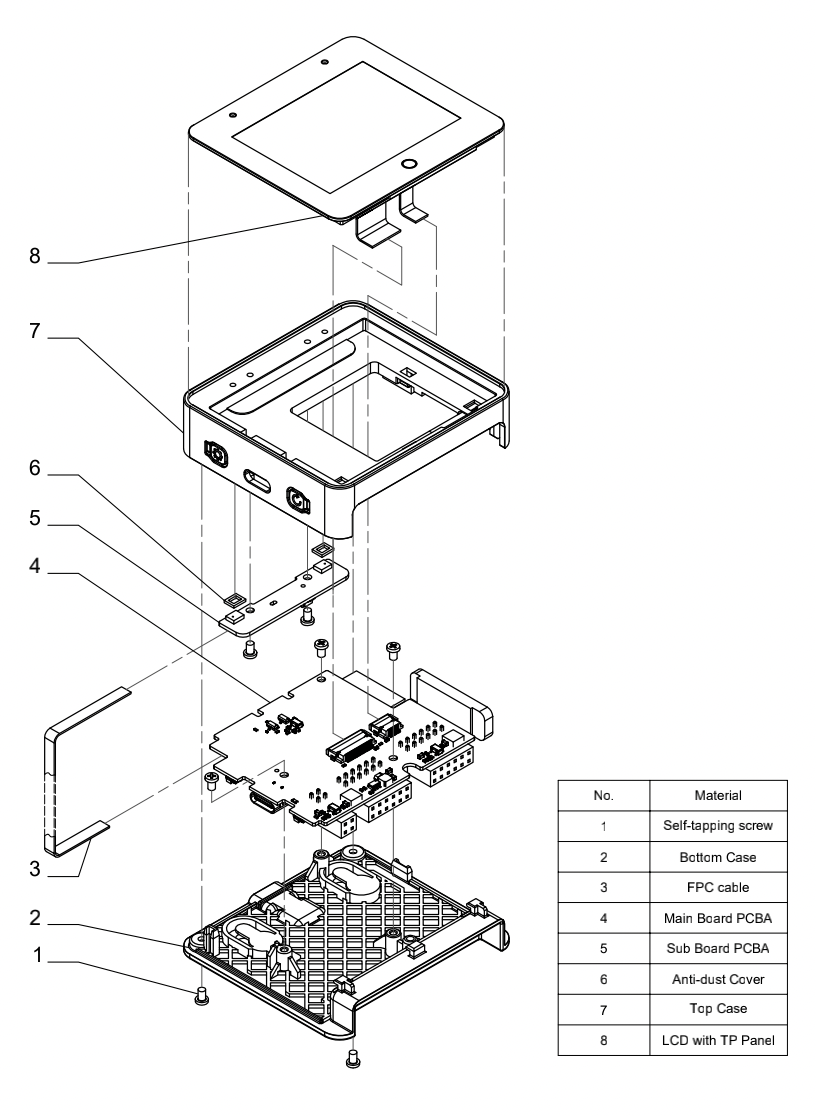 8
7
6
5
4
3
2
1
No. Material
1 Self-tapping screw
2 Bottom Case
3 FPC cable
4 Main Board PCBA
5 Sub Board PCBA
6 Anti-dust Cover
7 Top Case
8 LCD with TP Panel